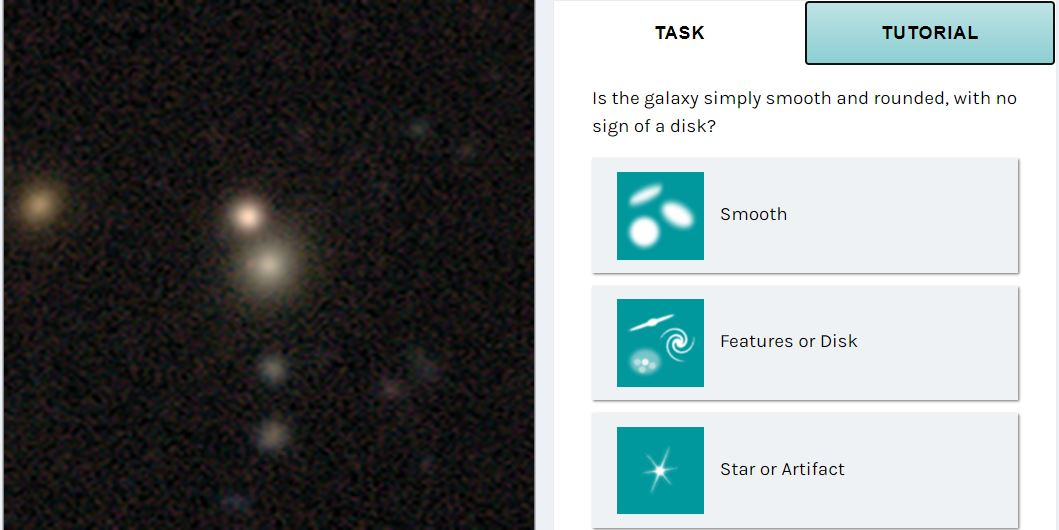 TASK
TUTORIAL
Is the galaxy simply smooth and rounded, with no
sign of a disk?
Smooth
Features or Disk
Star or Artifact